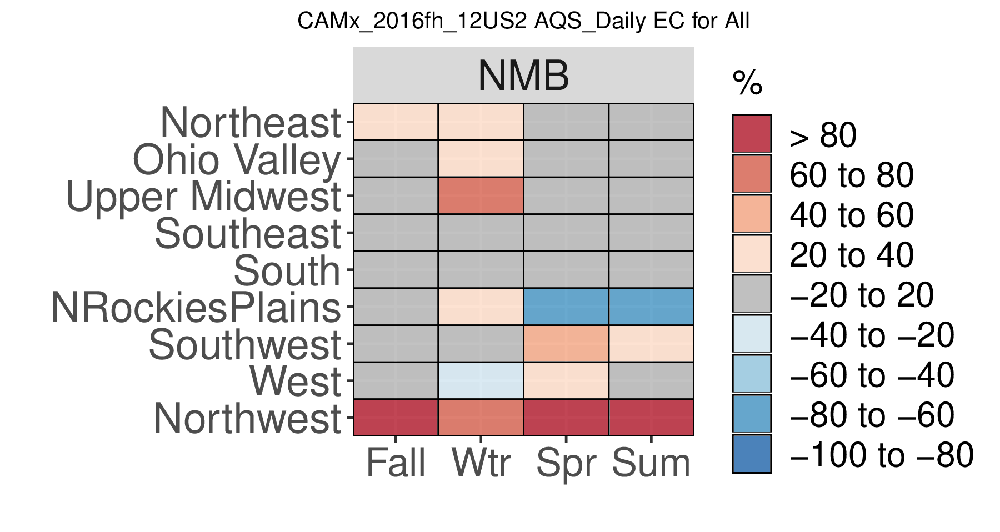 CAMx_2016fh_12US2 AQS_Daily EC for All
NMB
%
Northeast
Ohio Valley
Upper Midwest
Southeast
South
NRockiesPlains
Southwest
West
Northwest
Fall Wtr Spr Sum
> 80
60 to 80
40 to 60
20 to 40
−20 to 20
−40 to −20
−60 to −40
−80 to −60
−100 to −80